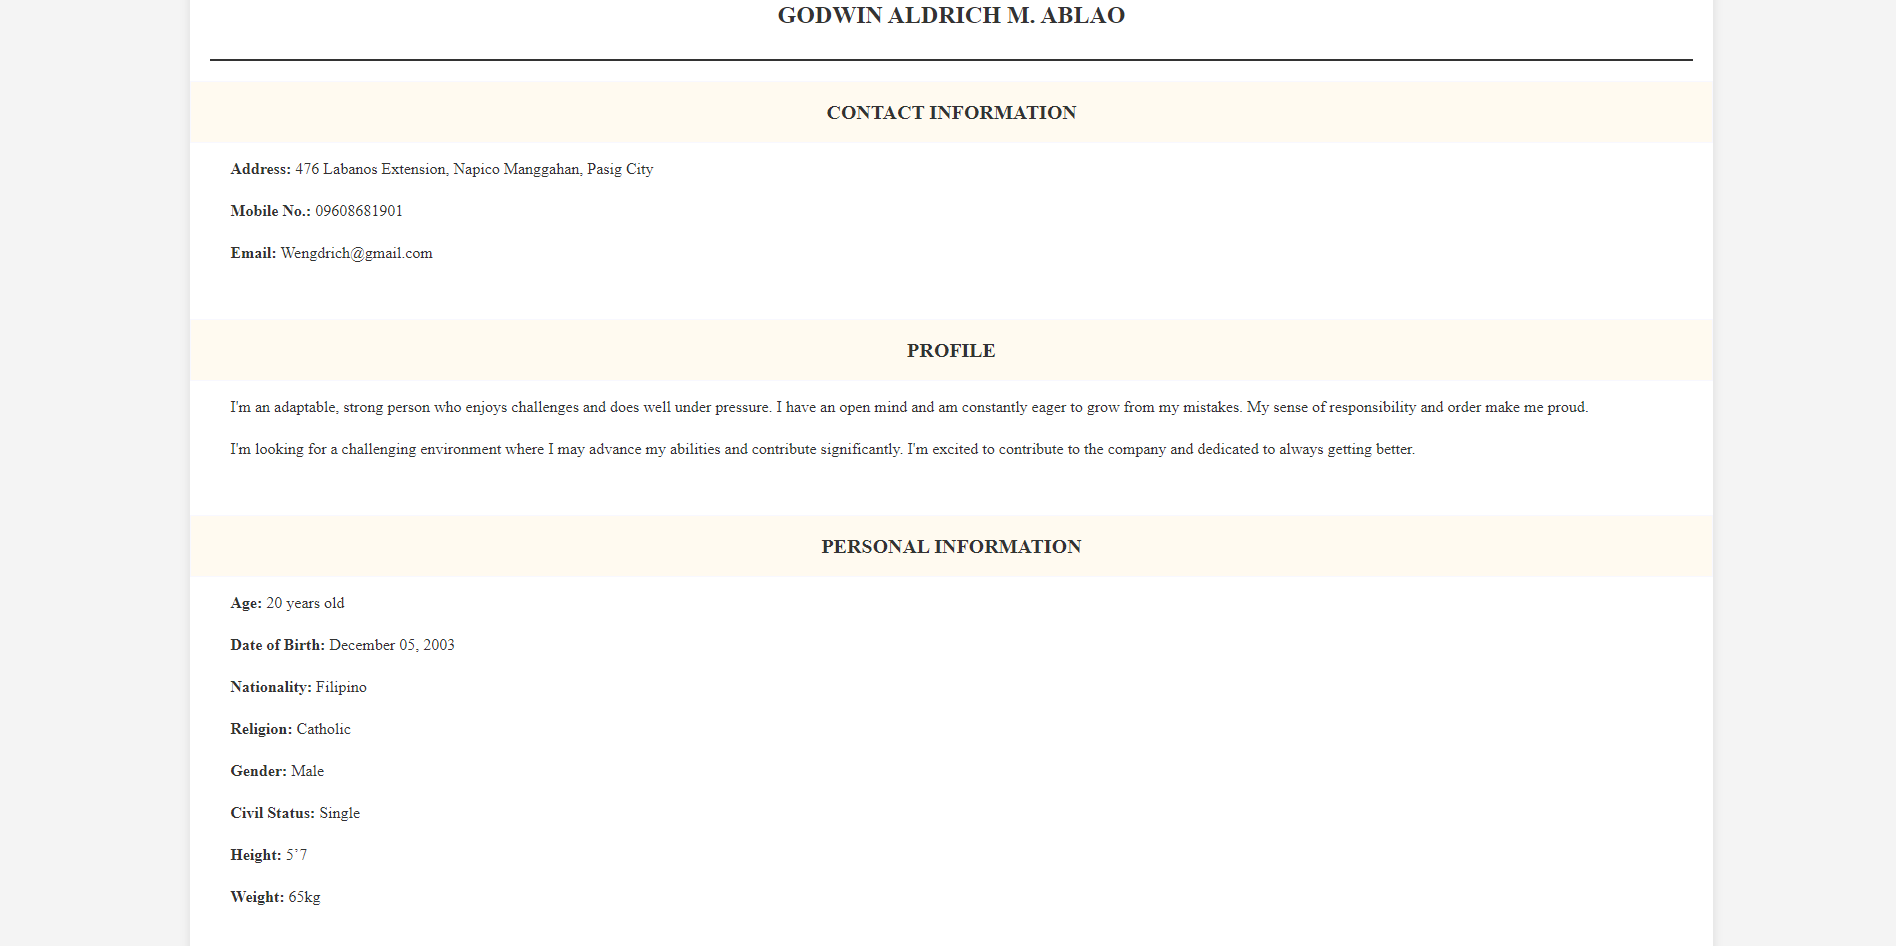 GODWIN ALDRICH M. ABLAO
CONTACT INFORMATION
Address: 476 Labanos Extension, Napico Manggahan, Pasig City
Mobile No.: 09608681901
Email: Wengdrich@gmail.com
PROFILE
I'm an adaptable, strong person who enjoys challenges and does well under pressure. I have an open mind and am constantly eager to grow from my mistakes. My sense of responsibility and order make me proud.
I'm looking for a challenging environment where I may advance my abilities and contribute significantly. I'm excited to contribute to the company and dedicated to always getting better.
PERSONAL INFORMATION
Age: 20 years old
Date of Birth: December 05, 2003
Nationality: Filipino
Religion: Catholic
Gender: Male
Civil Status: Single
Height: 5’7
Weight: 65kg